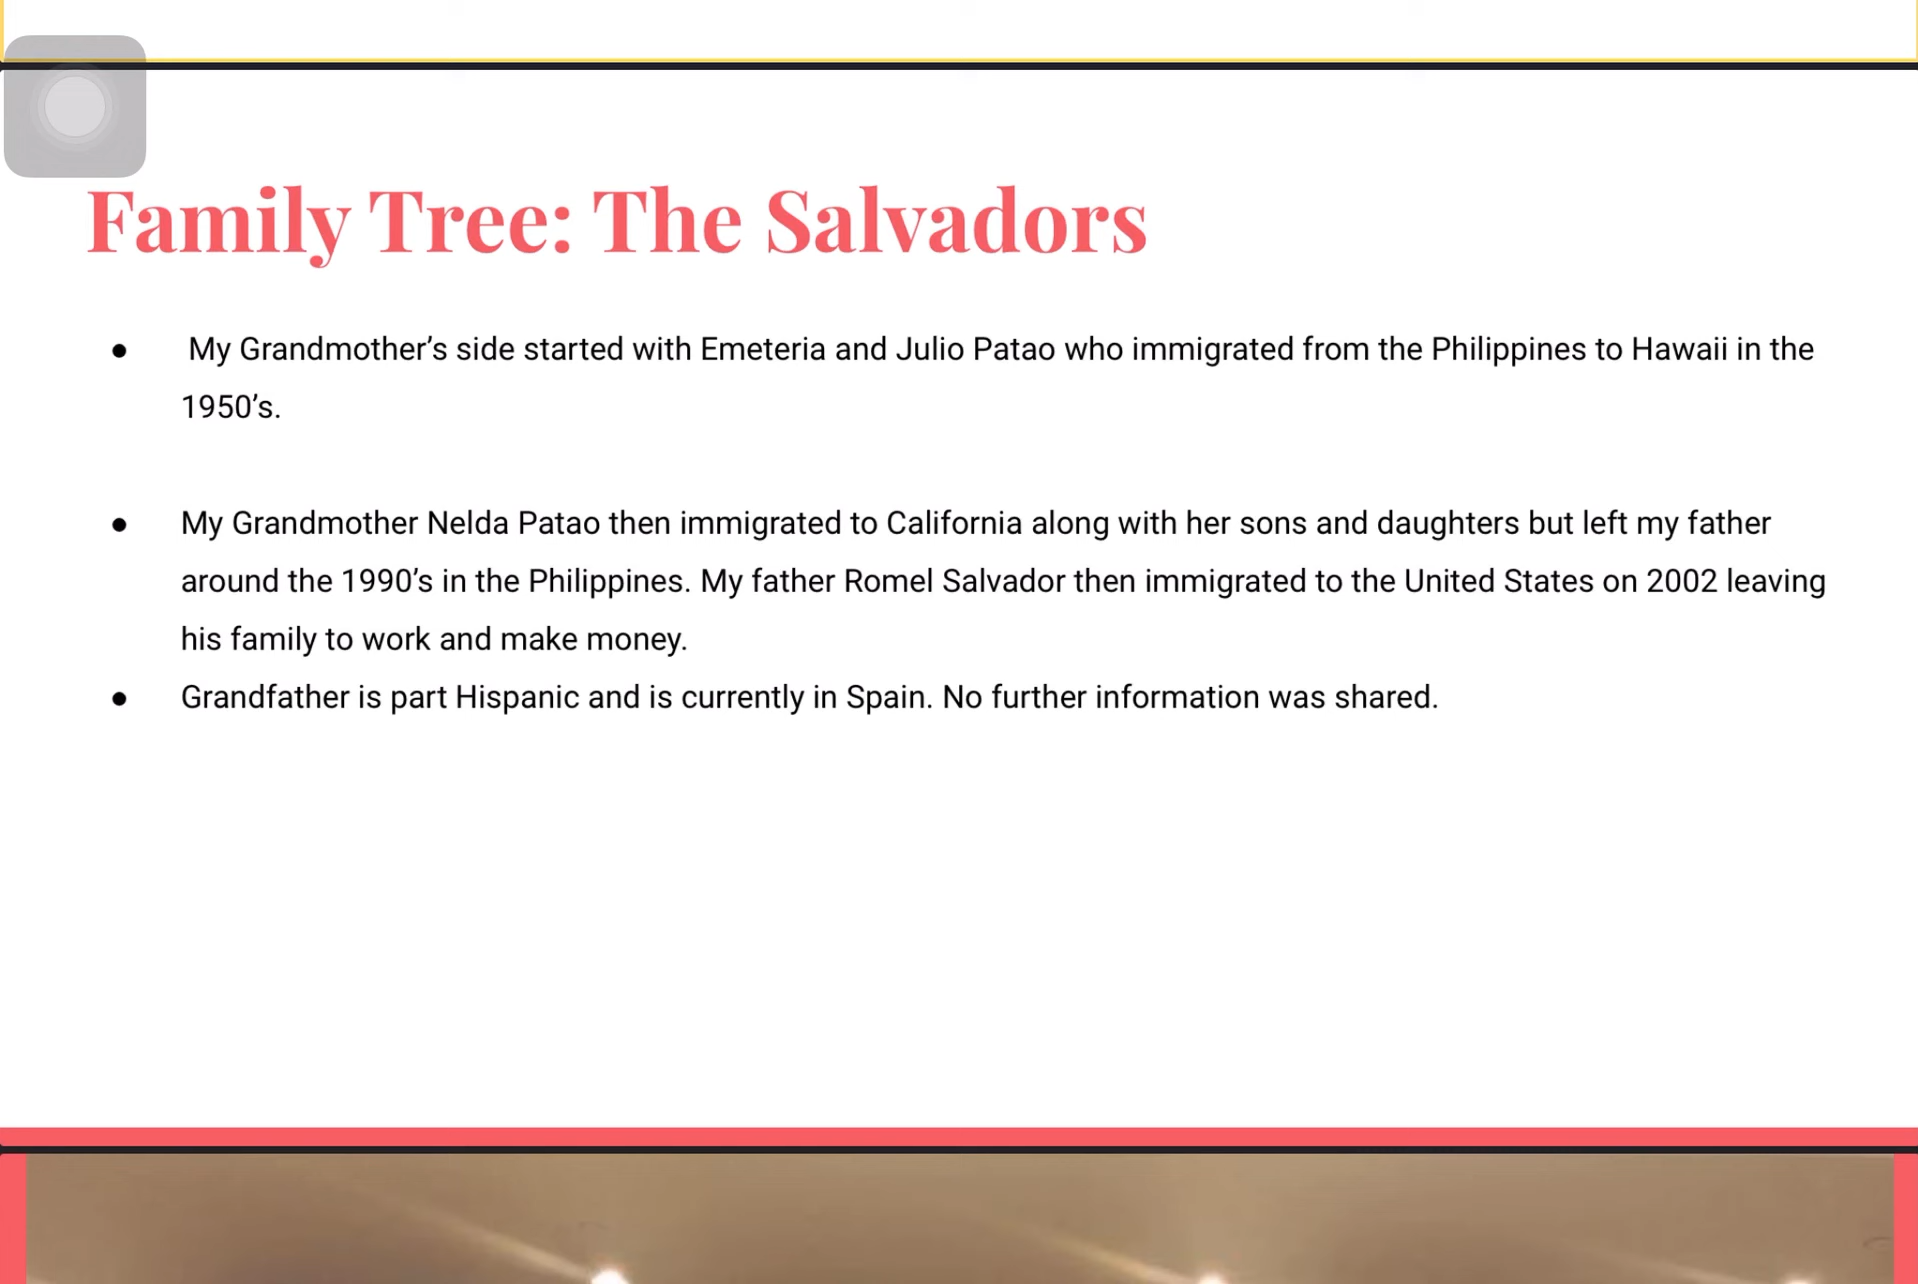 Family Tree: The Salvadors
● My Grandmother’s side started with Emeteria and Julio Patao who immigrated from the Philippines to Hawaii in the
1950’s.
● My Grandmother Nelda Patao then immigrated to California along with her sons and daughters but left my father
around the 1990’s in the Philippines. My father Romel Salvador then immigrated to the United States on 2002 leaving
his family to work and make money.
● Grandfather is part Hispanic and is currently in Spain. No further information was shared.